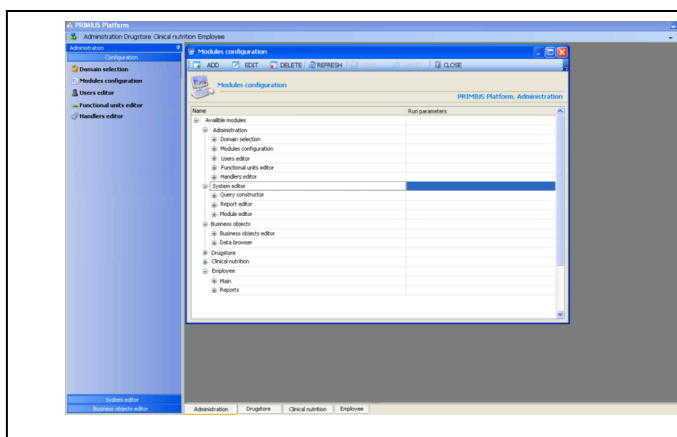 PRIMIUS Platform
Administration Drugstore Clinical nutrition Employee
Administration
Configuration
Domain selection
Modules configuration
Users editor
Functional units editor
Handlers editor
System editor
Business objects editor
Modules configuration
ADD EDIT DELETE REFRESH CLOSE
Modules configuration
PRIMIUS Platform. Administration
Name Run parameters
Availible modules
Administration
Domain selection
Modules configuration
Users editor
Functional units editor
Handlers editor
System editor
Query constructor
Report editor
Module editor
Business objects
Business objects editor
Data browser
Drugstore
Clinical nutrition
Employee
Main
Reports
Administration Drugstore Clinical nutrition Employee